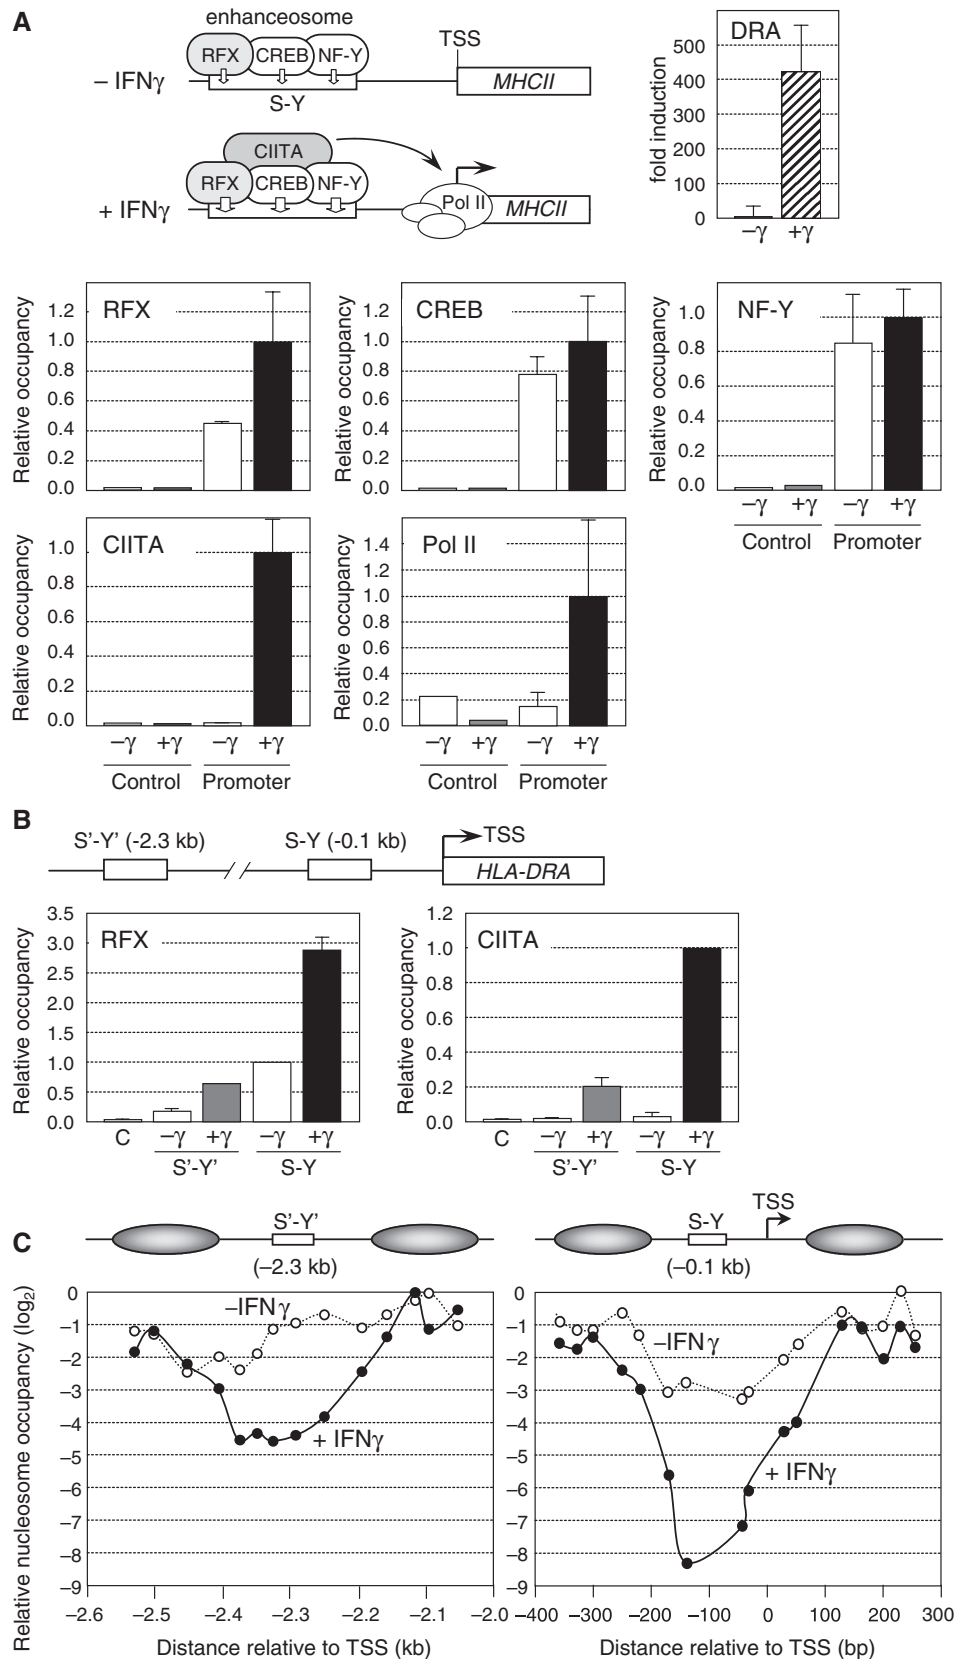 A
enhanceosome
RFX CREB NF-Y
TSS
– IFNγ
MHCII
S-Y
CIITA
RFX CREB NF-Y
+ IFNγ
Pol II
MHCII
DRA
fold induction
500
400
300
200
100
0
–γ +γ
RFX
Relative occupancy
1.2
1.0
0.8
0.6
0.4
0.2
0.0
CREB
Relative occupancy
1.2
1.0
0.8
0.6
0.4
0.2
0.0
NF-Y
Relative occupancy
1.0
0.8
0.6
0.4
0.2
0.0
–γ +γ –γ +γ
Control Promoter
CIITA
Relative occupancy
1.0
0.8
0.6
0.4
0.2
0.0
–γ +γ –γ +γ
Control Promoter
Pol II
Relative occupancy
1.4
1.2
1.0
0.8
0.6
0.4
0.2
0.0
–γ +γ –γ +γ
Control Promoter
B
S'-Y' (-2.3 kb)
S-Y (-0.1 kb)
TSS
HLA-DRA
RFX
Relative occupancy
3.5
3.0
2.5
2.0
1.5
1.0
0.5
0.0
C –γ +γ –γ +γ
S'-Y' S-Y
CIITA
Relative occupancy
1.2
1.0
0.8
0.6
0.4
0.2
0.0
C –γ +γ –γ +γ
S'-Y' S-Y
C
S'-Y'
(–2.3 kb)
TSS
S-Y
(–0.1 kb)
Relative nucleosome occupancy (log2)
0
–1
–2
–3
–4
–5
–6
–7
–8
–9
–IFNγ
+ IFNγ
–2.6 –2.5 –2.4 –2.3 –2.2 –2.1 –2.0
Distance relative to TSS (kb)
0
–1
–2
–3
–4
–5
–6
–7
–8
–9
–IFNγ
+ IFNγ
–400 –300 –200 –100 0 100 200 300
Distance relative to TSS (bp)